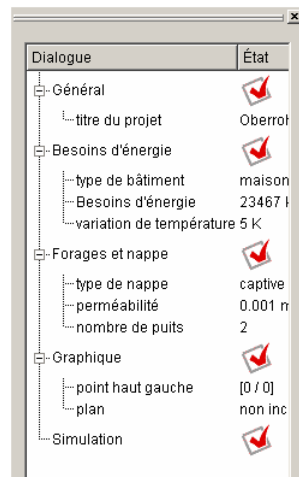 Dialogue État
Général
titre du projet Oberroh
Besoins d'énergie
type de bâtiment maison
Besoins d'énergie 23467
variation de température 5 K
Forages et nappe
type de nappe captive
perméabilité 0.001 m
nombre de puits 2
Graphique
point haut gauche [0 / 0]
plan non inc
Simulation